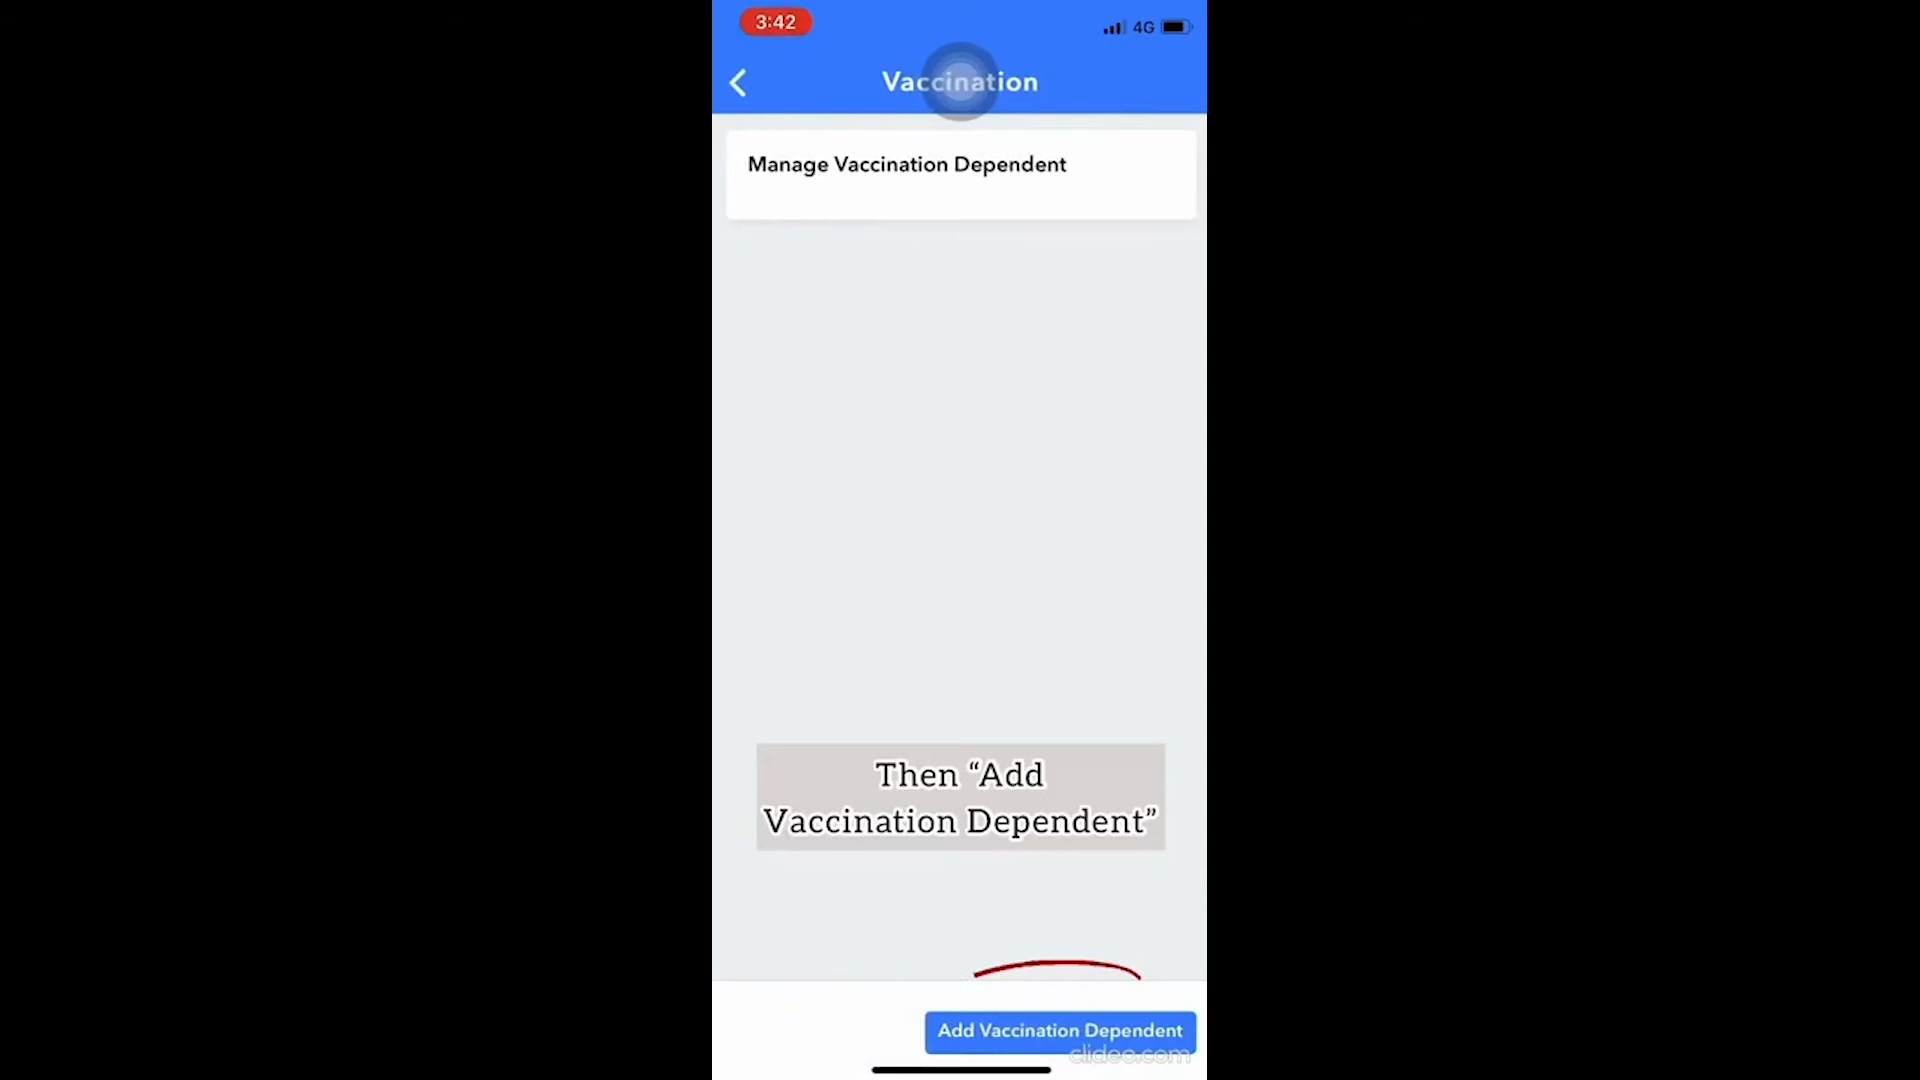 3:42
4G
Vaccination
Manage Vaccination Dependent
Then “Add
Vaccination Dependent”
Add Vaccination Dependent
clideo.com